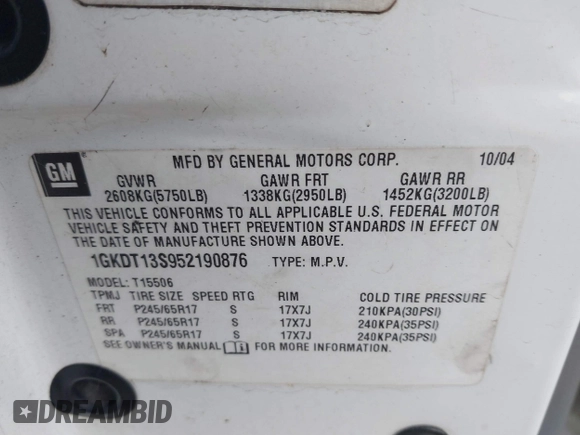 GM
MFD BY GENERAL MOTORS CORP. 10/04
GVWR GAWR FRT GAWR RR
2608KG(5750LB) 1338KG(2950LB) 1452KG(3200LB)
THIS VEHICLE CONFORMS TO ALL APPLICABLE U.S. FEDERAL MOTOR
VEHICLE SAFETY AND THEFT PREVENTION STANDARDS IN EFFECT ON
THE DATE OF MANUFACTURE SHOWN ABOVE.
1GKDT13S952190876 TYPE: M.P.V.
MODEL: T15506
TPMJ TIRE SIZE SPEED RTG RIM COLD TIRE PRESSURE
FRT P245/65R17 S 17X7J 210KPA(30PSI)
RR P245/65R17 S 17X7J 240KPA(35PSI)
SPA P245/65R17 S 17X7J 240KPA(35PSI)
SEE OWNER'S MANUAL FOR MORE INFORMATION.
DREAMBID